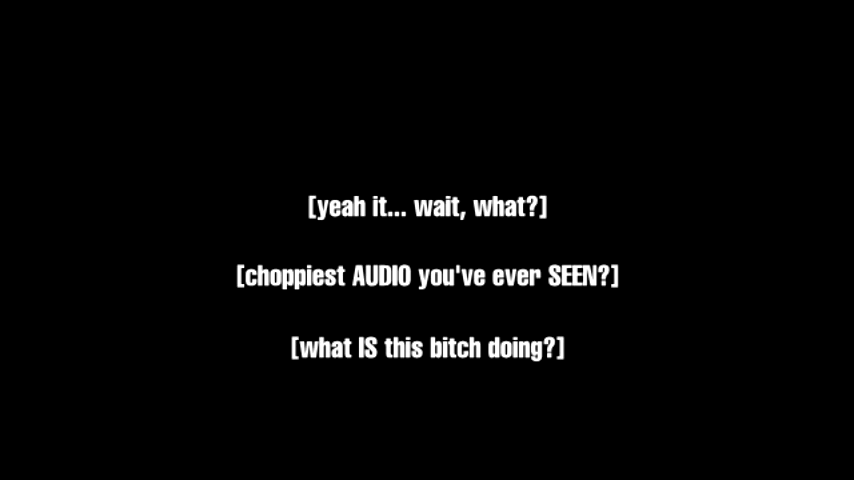 [yeah it... wait, what?]
[choppiest AUDIO you've ever SEEN?]
[what IS this bitch doing?]